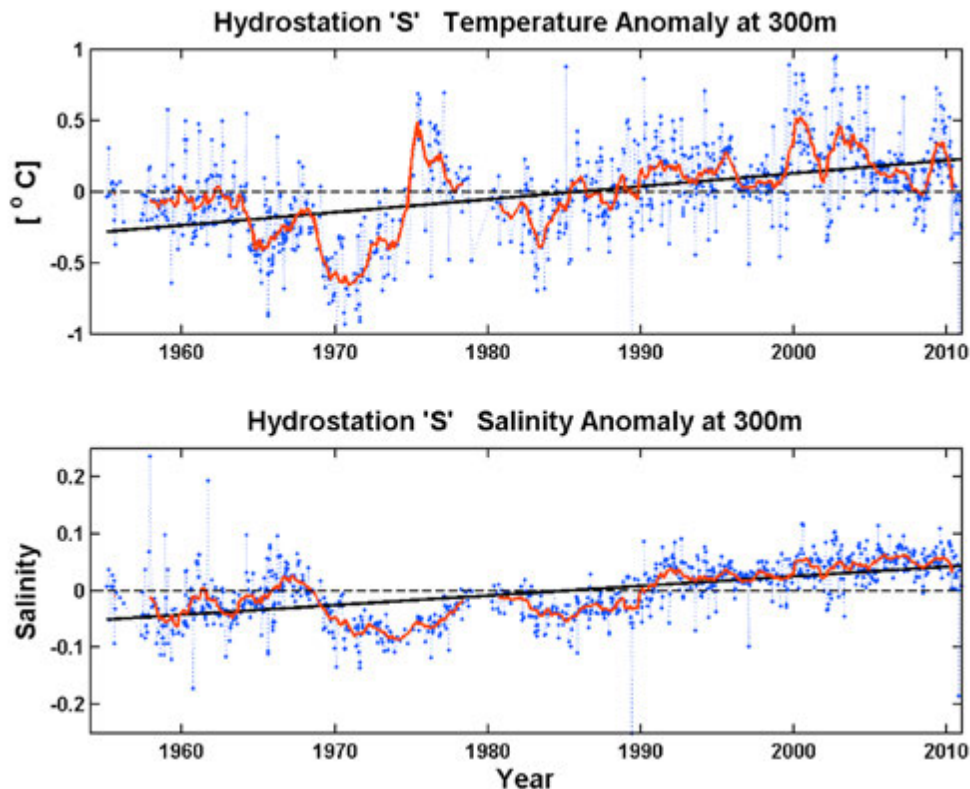 Hydrostation 'S' Temperature Anomaly at 300m
[ °C]
1
0.5
0
-0.5
-1
1960 1970 1980 1990 2000 2010
Hydrostation 'S' Salinity Anomaly at 300m
Salinity
0.2
0.1
0
-0.1
-0.2
1960 1970 1980 1990 2000 2010
Year